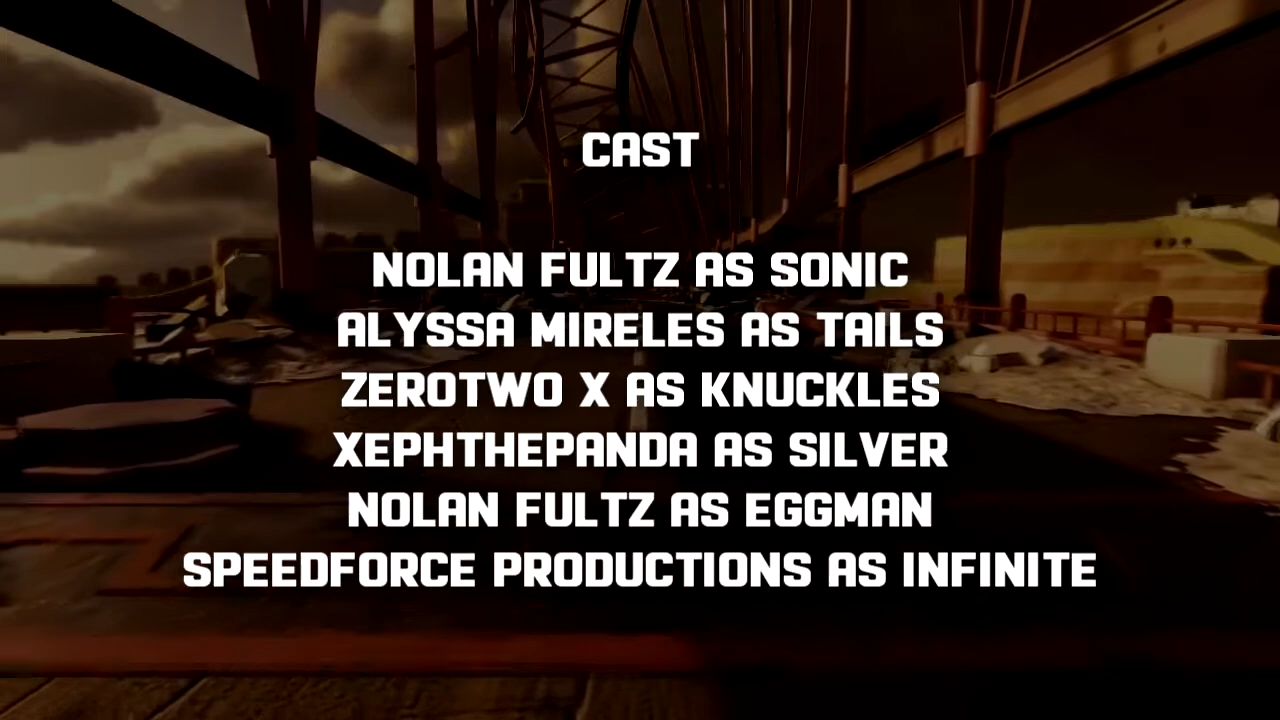 CAST
NOLAN FULTZ AS SONIC
ALYSSA MIRELES AS TAILS
ZEROTWO X AS KNUCKLES
XEPHTHEPANDA AS SILVER
NOLAN FULTZ AS EGGMAN
SPEEDFORCE PRODUCTIONS AS INFINITE